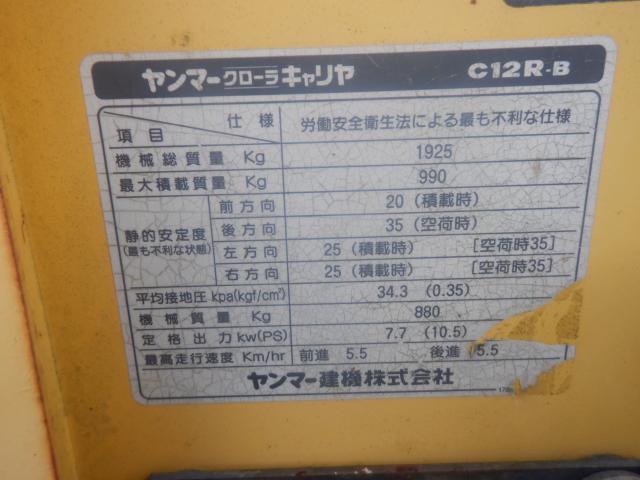 ヤンマークローラキャリヤ C12R-B
項目 仕様 労働安全衛生法による最も不利な仕様
機械総質量 Kg 1925
最大積載質量 Kg 990
静的安定度 (最も不利な状態)
前方向 20 (積載時)
後方向 35 (空荷時)
左方向 25 (積載時) [空荷時35]
右方向 25 (積載時) [空荷時35]
平均接地圧 kpa(kgf/cm²) 34.3 (0.35)
機械質量 Kg 880
定格出力 kw(PS) 7.7 (10.5)
最高走行速度 Km/hr 前進 5.5 後進 5.5
ヤンマー建機株式会社